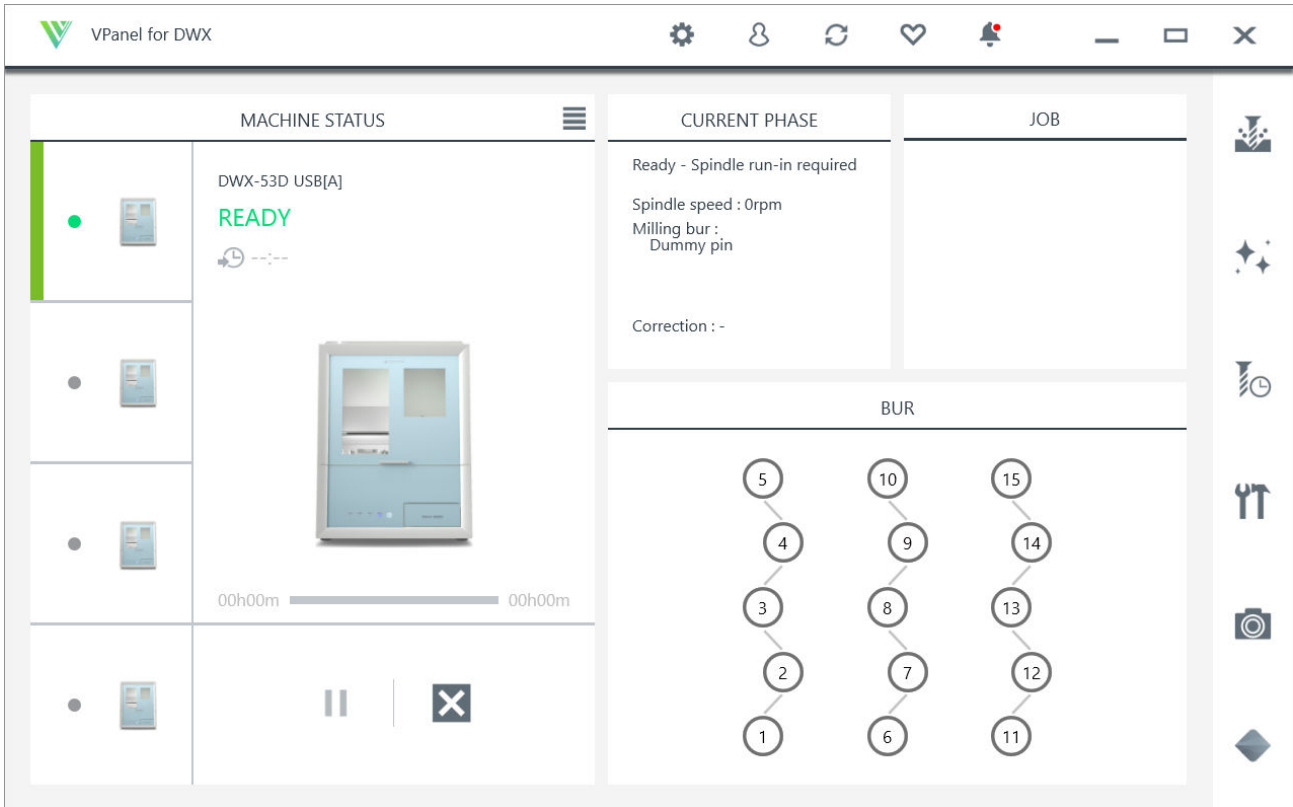 VPanel for DWX
MACHINE STATUS
DWX-53D USB[A]
READY
--:--
00h00m 00h00m
CURRENT PHASE
Ready - Spindle run-in required
Spindle speed : 0rpm
Milling bur :
Dummy pin
Correction : -
JOB
BUR
5 10 15
4 9 14
3 8 13
2 7 12
1 6 11